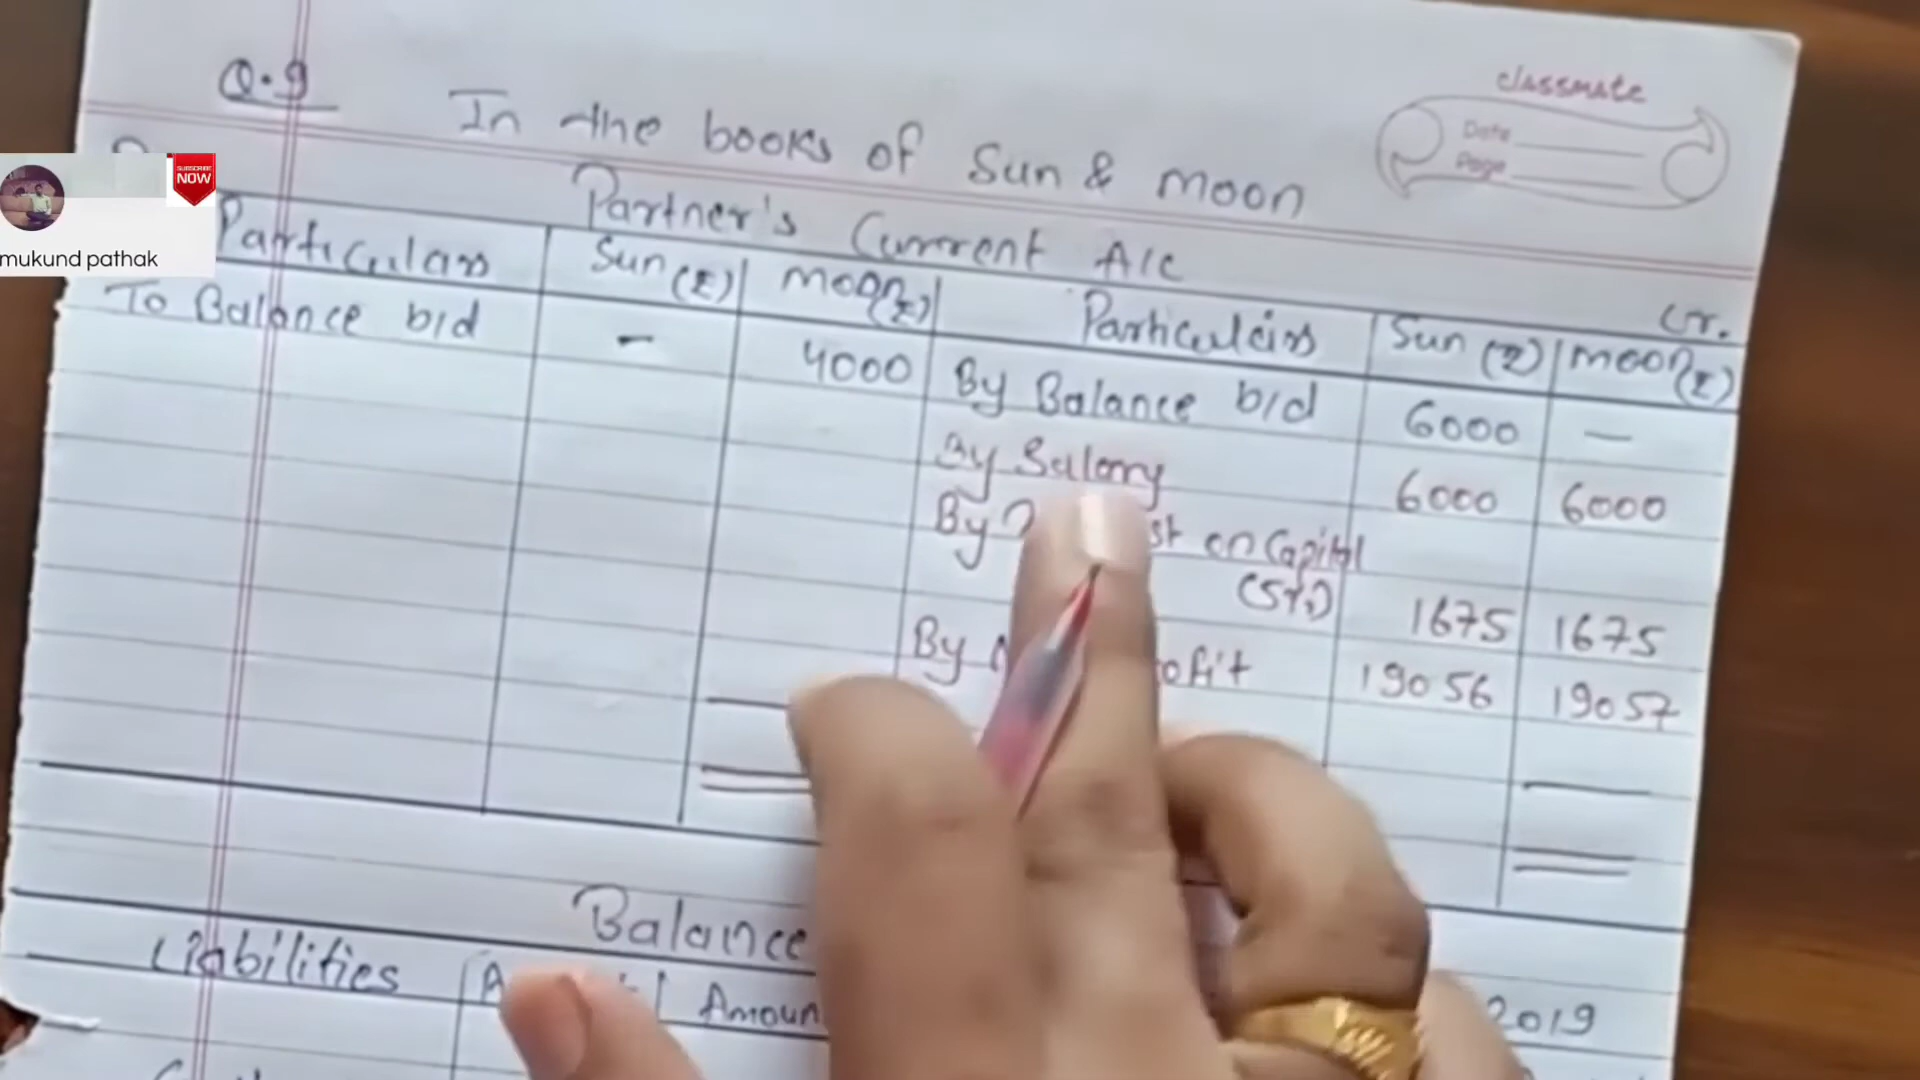 Q.9
classmate
In the books of Sun & moon
Date
Page
Partner's Current A/c
SUBSCRIBE NOW
mukund pathak
Cr.
Particulars Sun (₹) moon (₹) Particulars Sun (₹) moon (₹)
To Balance b/d - 4000 By Balance b/d 6000 —
By Salary 6000 6000
By st on Capital
(5%) 1675 1675
By ofit 19056 19057
Balance
2019
Liabilities Amoun